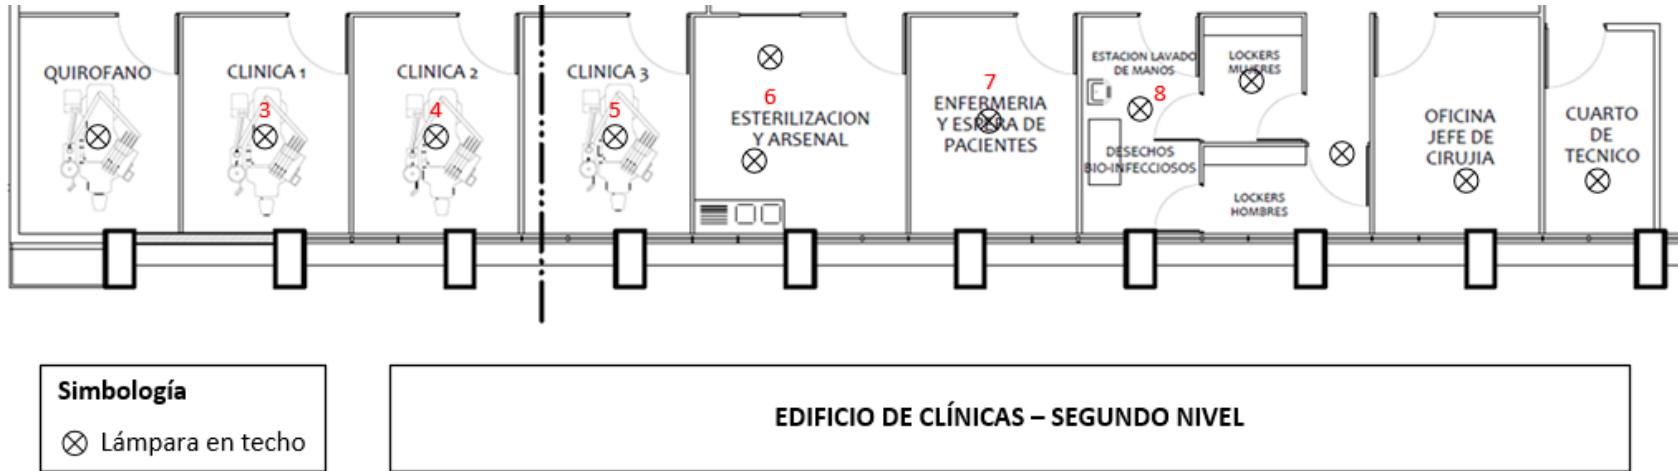 QUIROFANO
CLINICA 1
3
CLINICA 2
4
CLINICA 3
5
6
ESTERILIZACION
Y ARSENAL
7
ENFERMERIA
Y ESPERA DE
PACIENTES
ESTACION LAVADO
DE MANOS
8
DESECHOS
BIO-INFECCIOSOS
LOCKERS
MUJERES
LOCKERS
HOMBRES
OFICINA
JEFE DE
CIRUJIA
CUARTO
DE
TECNICO
Simbología
Lámpara en techo
EDIFICIO DE CLÍNICAS – SEGUNDO NIVEL